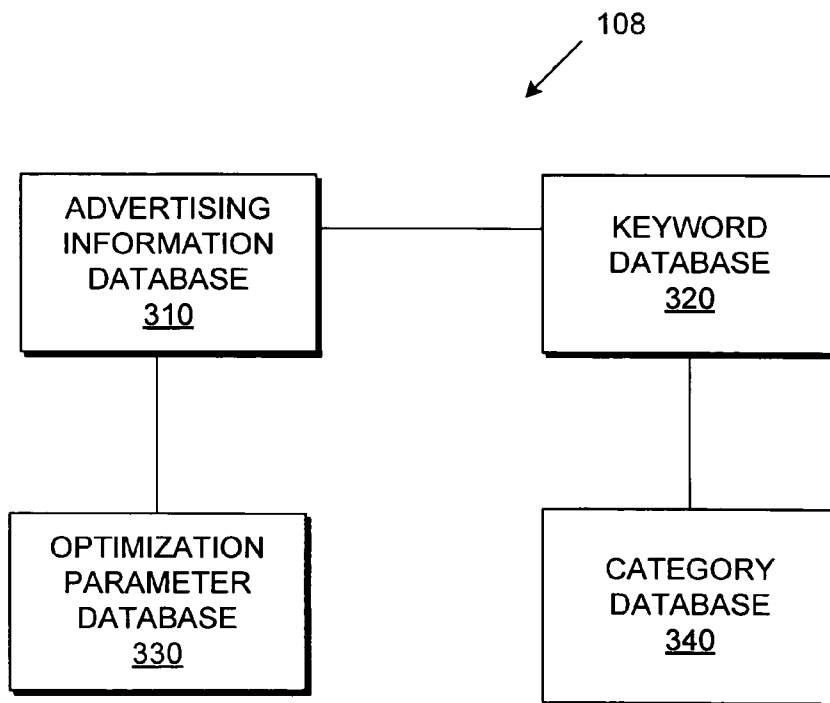 108
ADVERTISING
INFORMATION
DATABASE
310
KEYWORD
DATABASE
320
OPTIMIZATION
PARAMETER
DATABASE
330
CATEGORY
DATABASE
340